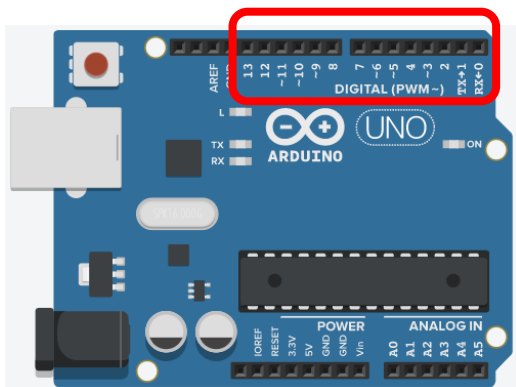 AREF
GND
13
12
~11
~10
~9
8
7
~6
~5
4
~3
2
TX→1
RX←0
DIGITAL (PWM~)
L
TX
RX
ARDUINO
UNO
ON
IOREF
RESET
3.3V
5V
GND
GND
Vin
POWER
ANALOG IN
A0
A1
A2
A3
A4
A5